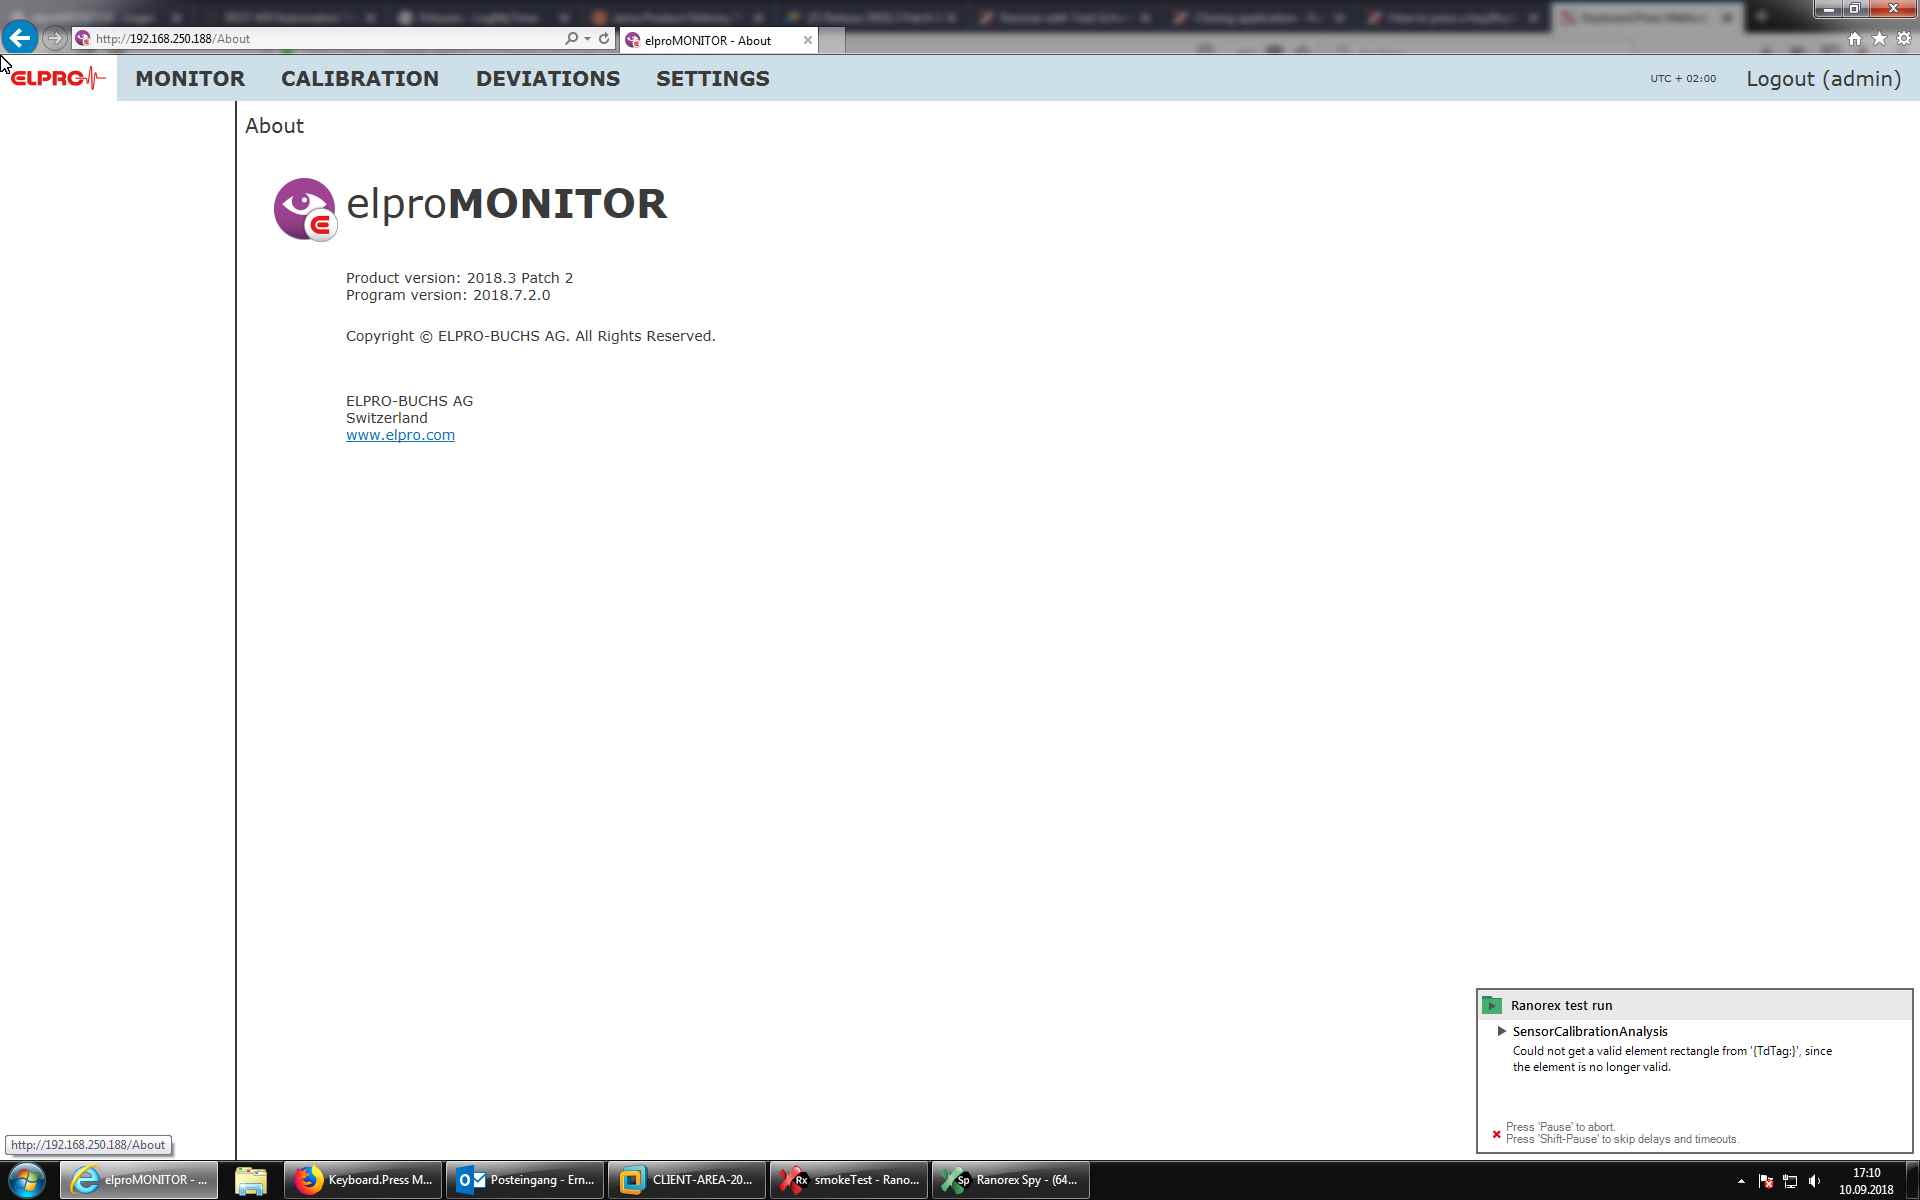 http://192.168.250.188/About
elproMONITOR - About
ELPRO
MONITOR
CALIBRATION
DEVIATIONS
SETTINGS
UTC + 02:00
Logout (admin)
About
elproMONITOR
Product version: 2018.3 Patch 2
Program version: 2018.7.2.0
Copyright © ELPRO-BUCHS AG. All Rights Reserved.
ELPRO-BUCHS AG
Switzerland
www.elpro.com
Ranorex test run
SensorCalibrationAnalysis
Could not get a valid element rectangle from '{TdTag:}', since
the element is no longer valid.
Press 'Pause' to abort.
Press 'Shift-Pause' to skip delays and timeouts.
http://192.168.250.188/About
elproMONITOR - ...
Keyboard.Press M...
Posteingang - Ern...
CLIENT-AREA-20...
Rx
smokeTest - Rano...
Sp
Ranorex Spy - (64...
17:10
10.09.2018